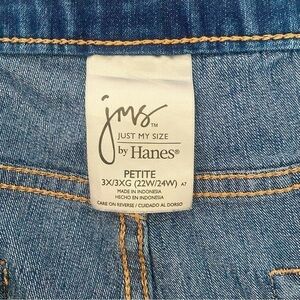 jms™
JUST MY SIZE
by Hanes®
PETITE
3X/3XG (22W/24W) A7
MADE IN INDONESIA
HECHO EN INDONESIA
CARE ON REVERSE / CUIDADO AL DORSO